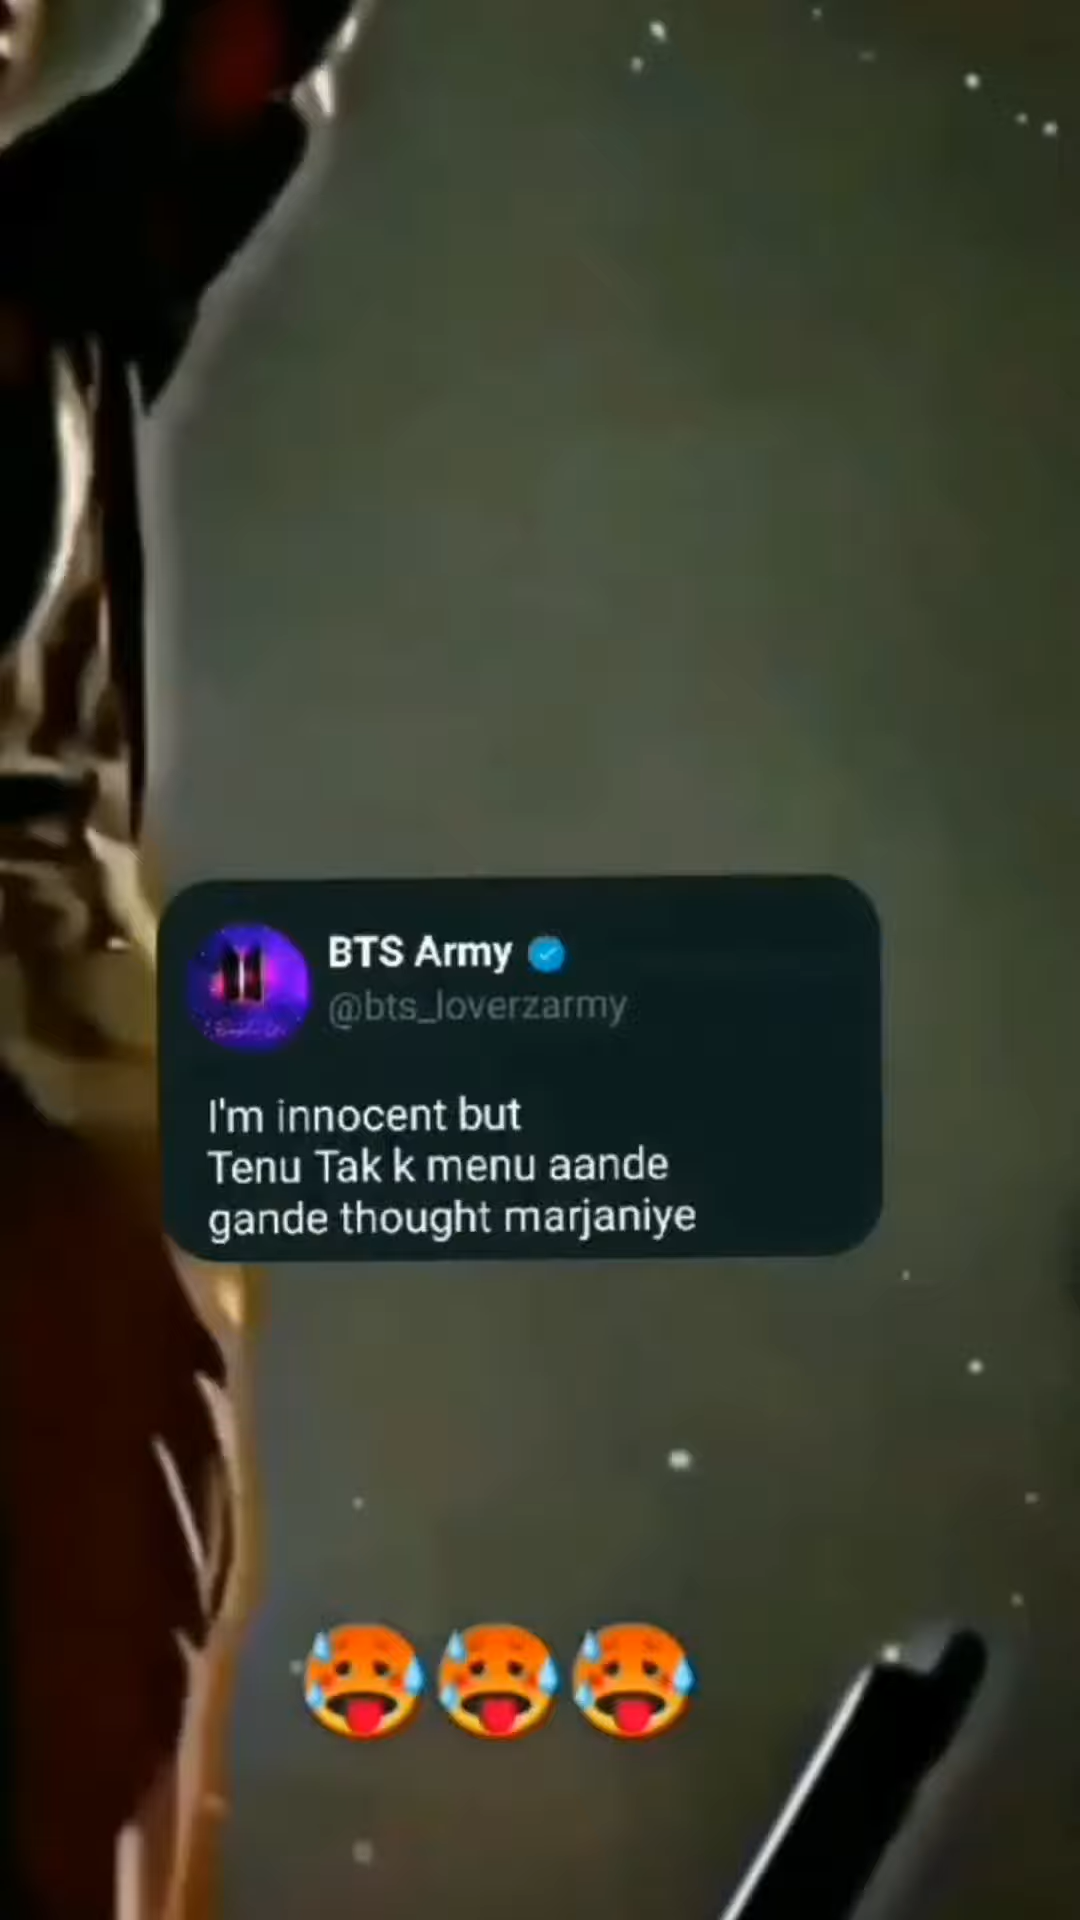 BTS Army
@bts_loverzarmy
I'm innocent but
Tenu Tak k menu aande
gande thought marjaniye